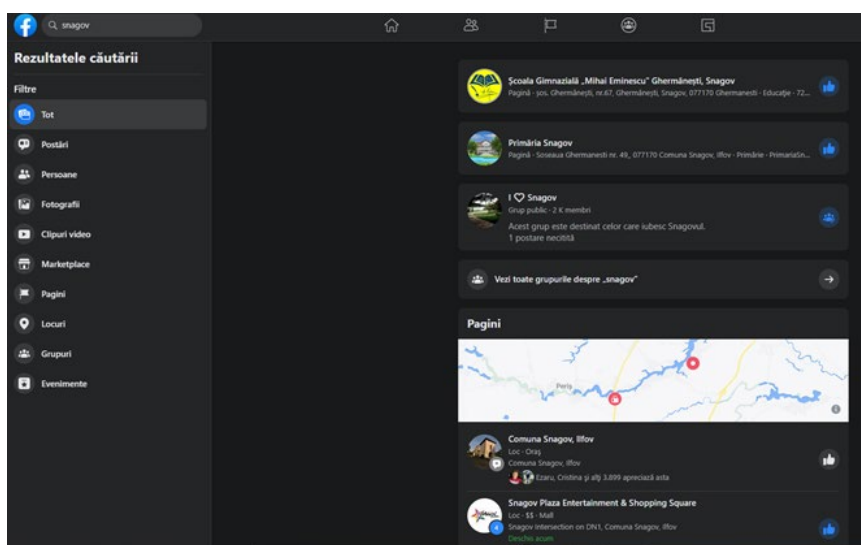 snagov
Rezultatele căutării
Filtre
Tot
Postări
Persoane
Fotografii
Clipuri video
Marketplace
Pagini
Locuri
Grupuri
Evenimente
Școala Gimnazială „Mihai Eminescu" Ghermănești, Snagov
Pagină · șos. Ghermănești, nr.67, Ghermănești, Snagov, 077170 Ghermanesti · Educație · 72...
Primăria Snagov
Pagină · Soseaua Ghermanesti nr. 49,, 077170 Comuna Snagov, Ilfov · Primărie · PrimariaSn...
I ♡ Snagov
Grup public · 2 K membri
Acest grup este destinat celor care iubesc Snagovul.
1 postare necitită
Vezi toate grupurile despre „snagov"
Pagini
Periș
Comuna Snagov, Ilfov
Loc · Oraș
Comuna Snagov, Ilfov
Ezaru, Cristina și alți 3.899 apreciază asta
Snagov Plaza Entertainment & Shopping Square
Loc · $$ · Mall
Snagov intersection on DN1, Comuna Snagov, Ilfov
Deschis acum